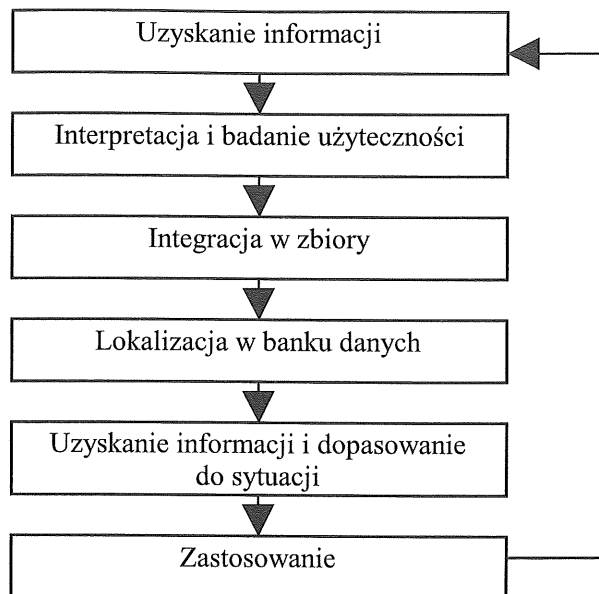 Uzyskanie informacji
Interpretacja i badanie użyteczności
Integracja w zbiory
Lokalizacja w banku danych
Uzyskanie informacji i dopasowanie
do sytuacji
Zastosowanie